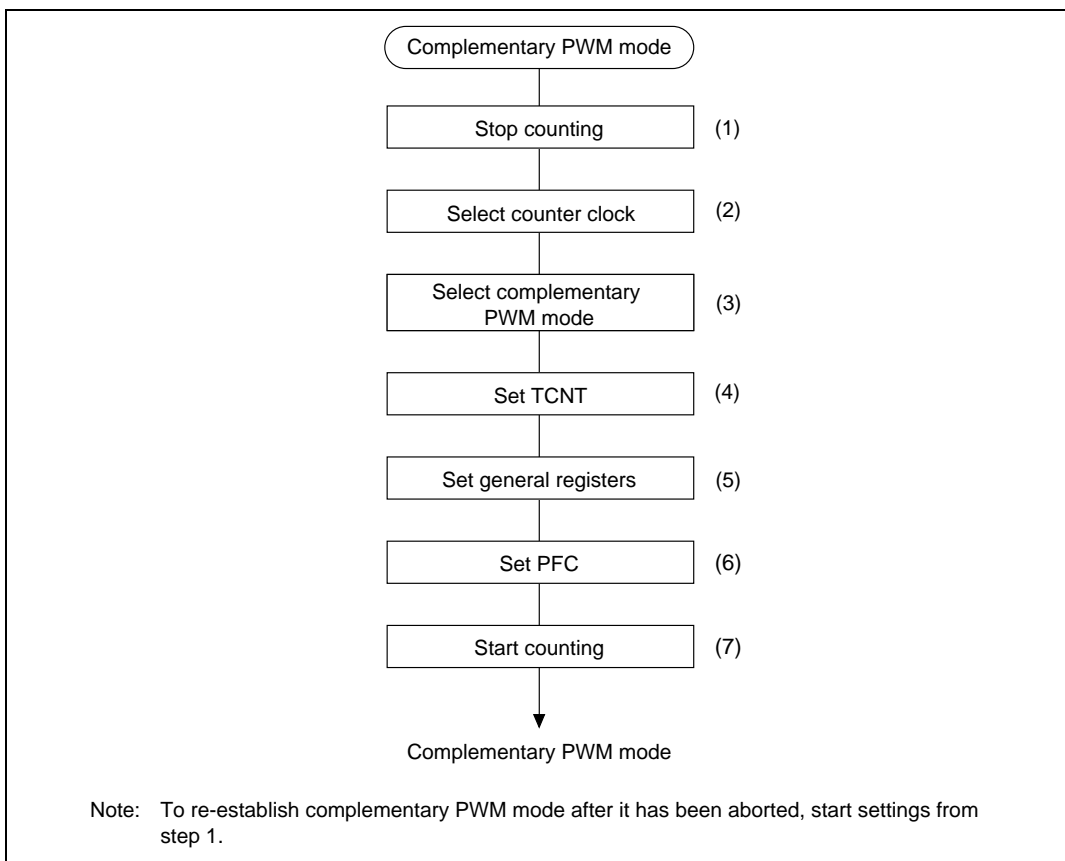 Complementary PWM mode
Stop counting (1)
Select counter clock (2)
Select complementary
PWM mode (3)
Set TCNT (4)
Set general registers (5)
Set PFC (6)
Start counting (7)
Complementary PWM mode
Note: To re-establish complementary PWM mode after it has been aborted, start settings from
step 1.